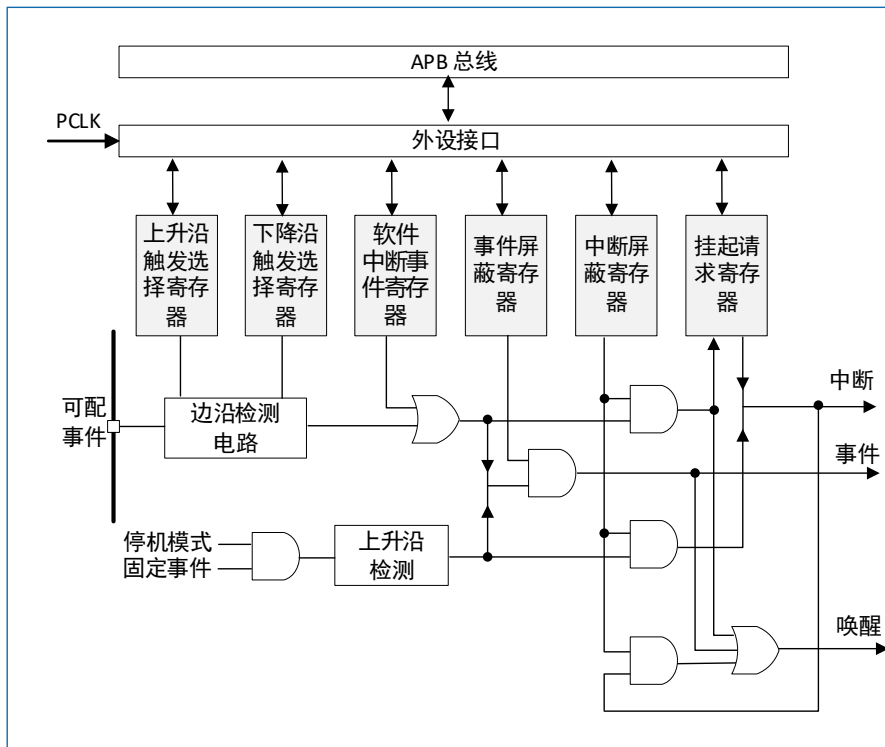 APB 总线
PCLK
外设接口
上升沿
触发选
择寄存
器
下降沿
触发选
择寄存
器
软件
中断事
件寄存
器
事件屏
蔽寄存
器
中断屏
蔽寄存
器
挂起请
求寄存
器
中断
可配
事件
边沿检测
电路
事件
停机模式
固定事件
上升沿
检测
唤醒